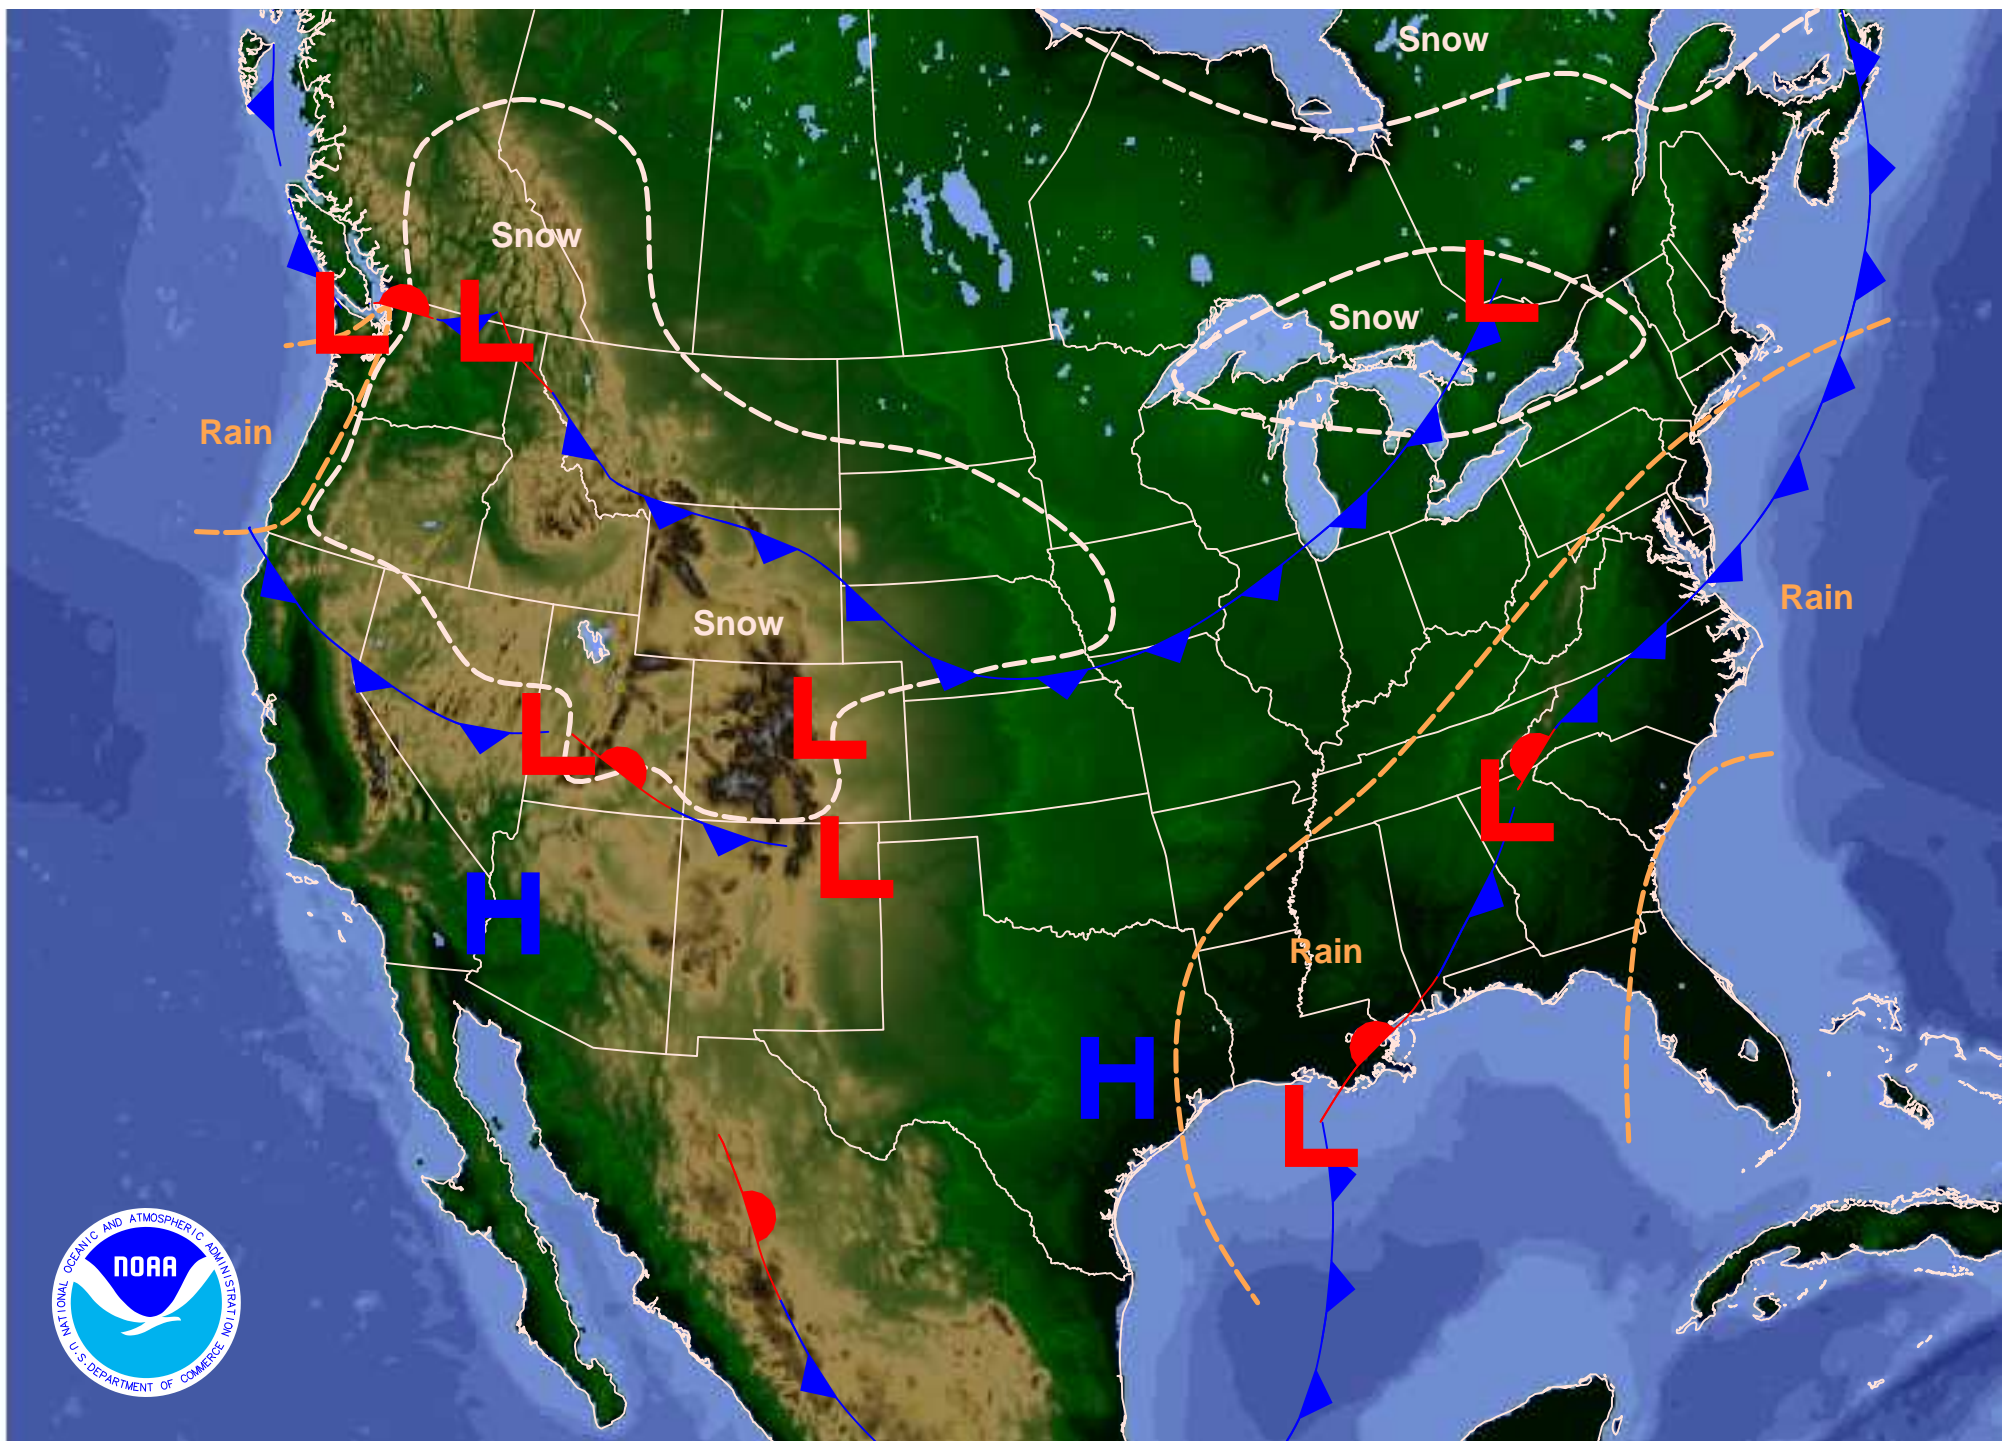 Snow
Snow
Snow
L
L
L
Rain
Rain
Snow
L
L
L
L
H
Rain
H
L
NATIONAL OCEANIC AND ATMOSPHERIC ADMINISTRATION
NOAA
U.S. DEPARTMENT OF COMMERCE